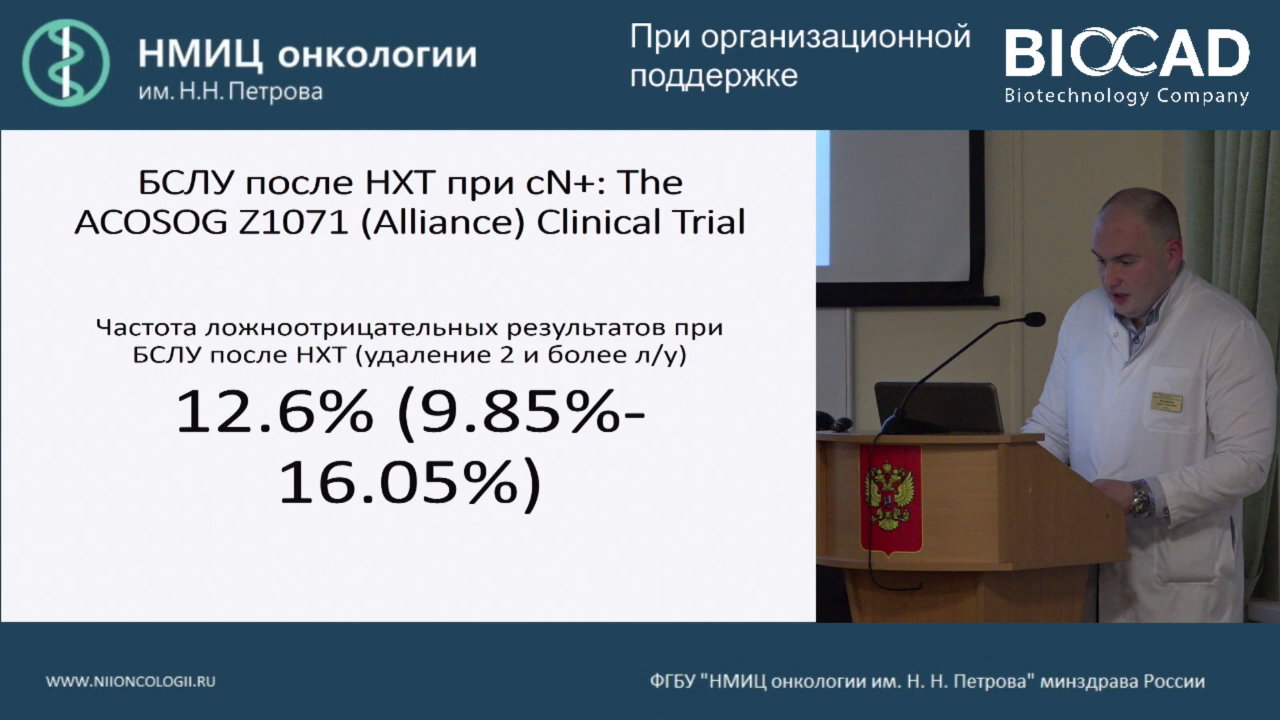 НМИЦ онкологии
им. Н.Н. Петрова
При организационной
поддержке
BIOCAD
Biotechnology Company
БСЛУ после НХТ при cN+: The
ACOSOG Z1071 (Alliance) Clinical Trial
Частота ложноотрицательных результатов при
БСЛУ после НХТ (удаление 2 и более л/у)
12.6% (9.85%-
16.05%)
WWW.NIIONCOLOGII.RU
ФГБУ "НМИЦ онкологии им. Н. Н. Петрова" минздрава России